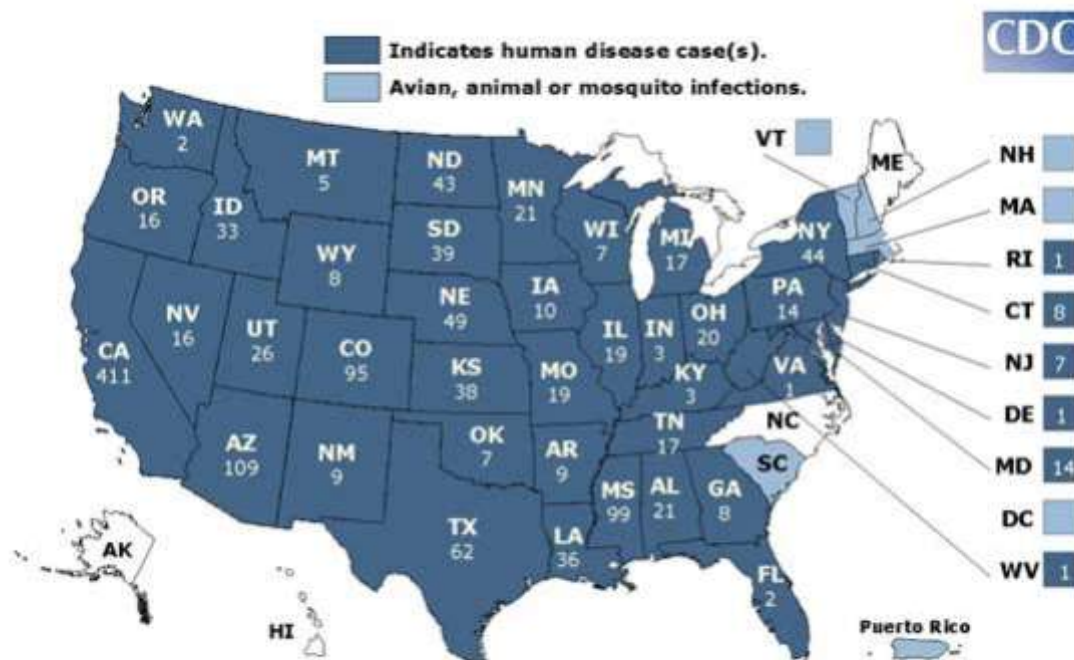 Indicates human disease case(s).
Avian, animal or mosquito infections.
CDC
WA
2
MT
5
ND
43
MN
21
VT
ME
NH
OR
16
ID
33
SD
39
WI
7
MI
17
NY
44
MA
WY
8
IA
10
PA
14
RI 1
NE
49
CT 8
NV
16
UT
26
CO
95
IL
19
IN
3
OH
20
NJ 7
CA
411
KS
38
MO
19
KY
3
VA
1
DE 1
AZ
109
NM
9
OK
7
AR
9
TN
17
NC
SC
MD 14
MS
99
AL
21
GA
8
DC
TX
62
LA
36
FL
2
WV 1
AK
HI
Puerto Rico